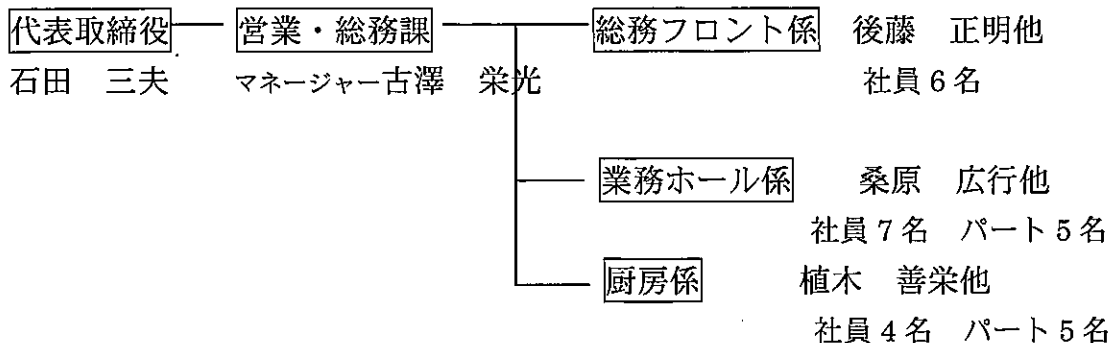 代表取締役 営業・総務課 総務フロント係 後藤 正明他
石田 三夫 マネージャー古澤 栄光 社員6名
業務ホール係 桑原 広行他
社員7名 パート5名
厨房係 植木 善栄他
社員4名 パート5名